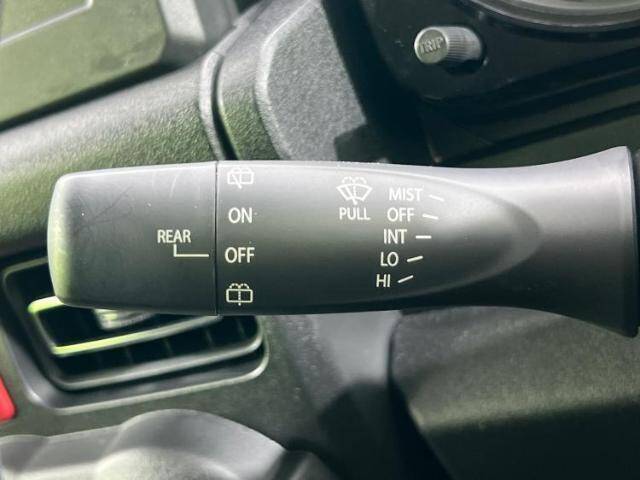 TRIP
MIST
PULL OFF
ON INT
REAR OFF LO
HI